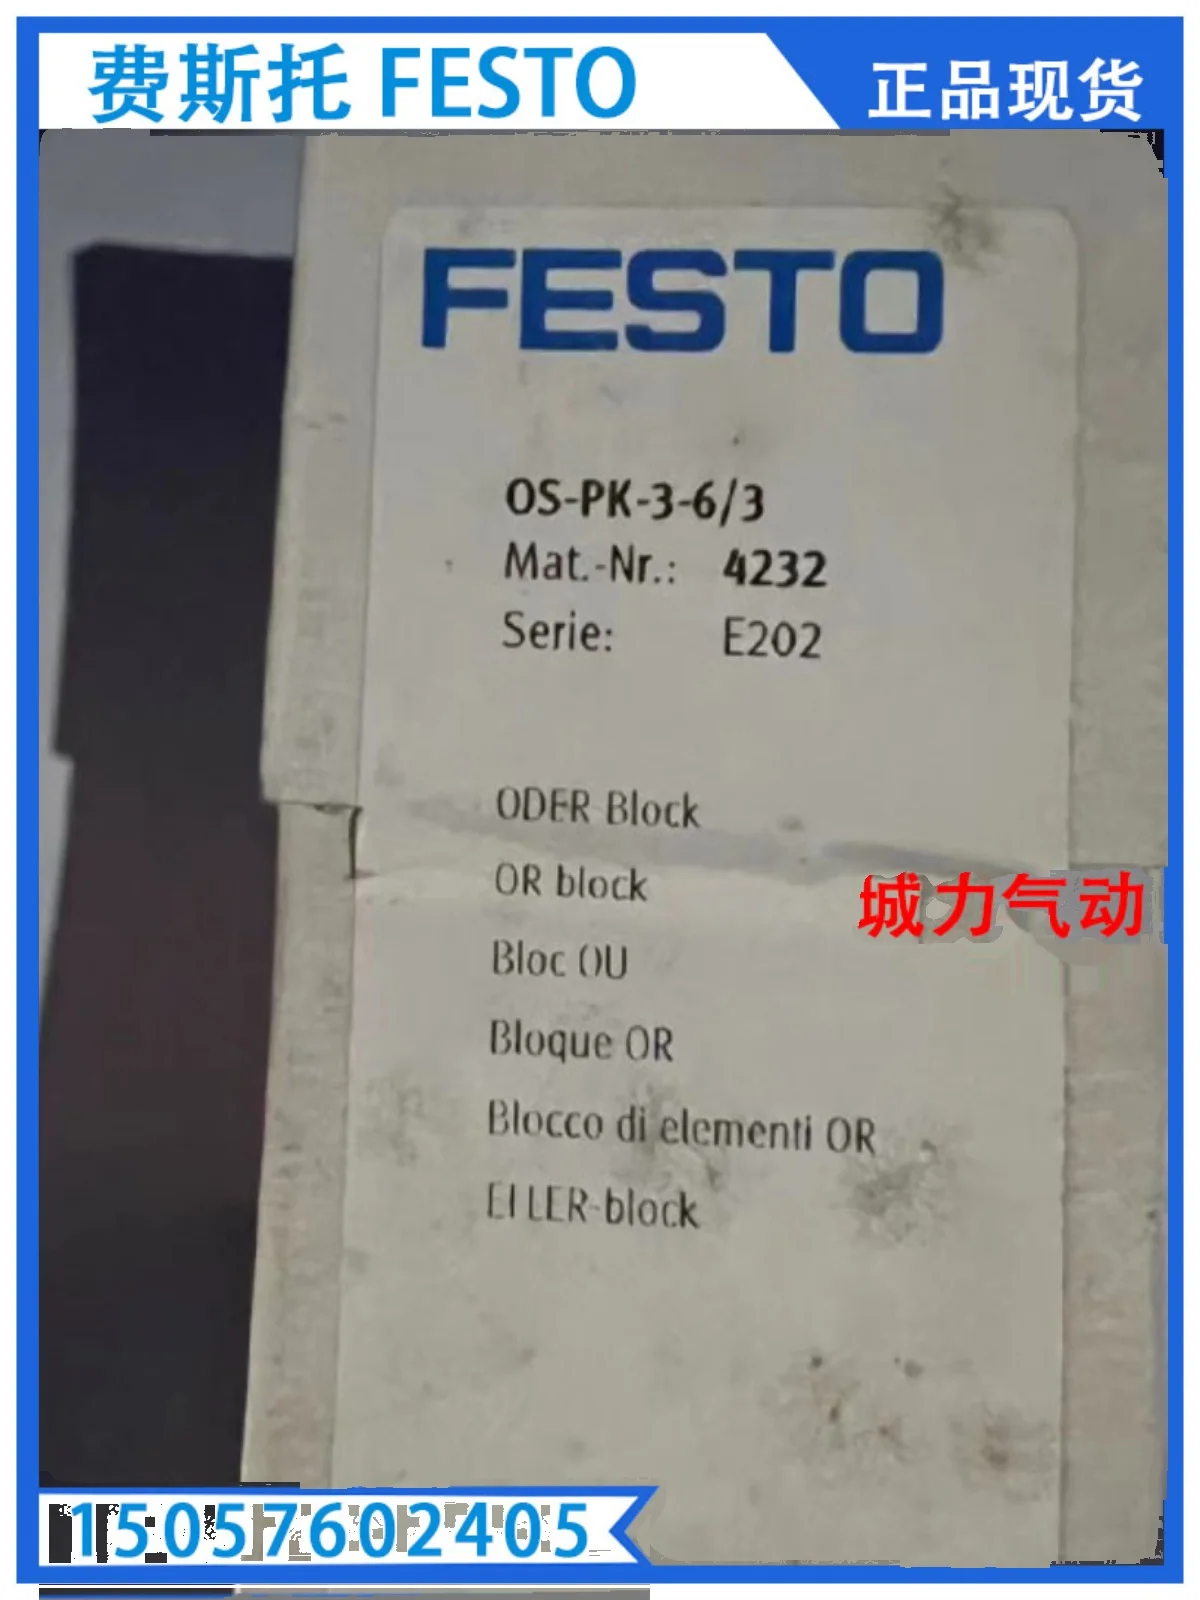 费斯托 FESTO
正品现货
FESTO
OS-PK-3-6/3
Mat.-Nr.: 4232
Serie: E202
ODER-Block
OR block
城力气动
Bloc OU
Bloque OR
Blocco di elementi OR
ELLER-block
15057602405